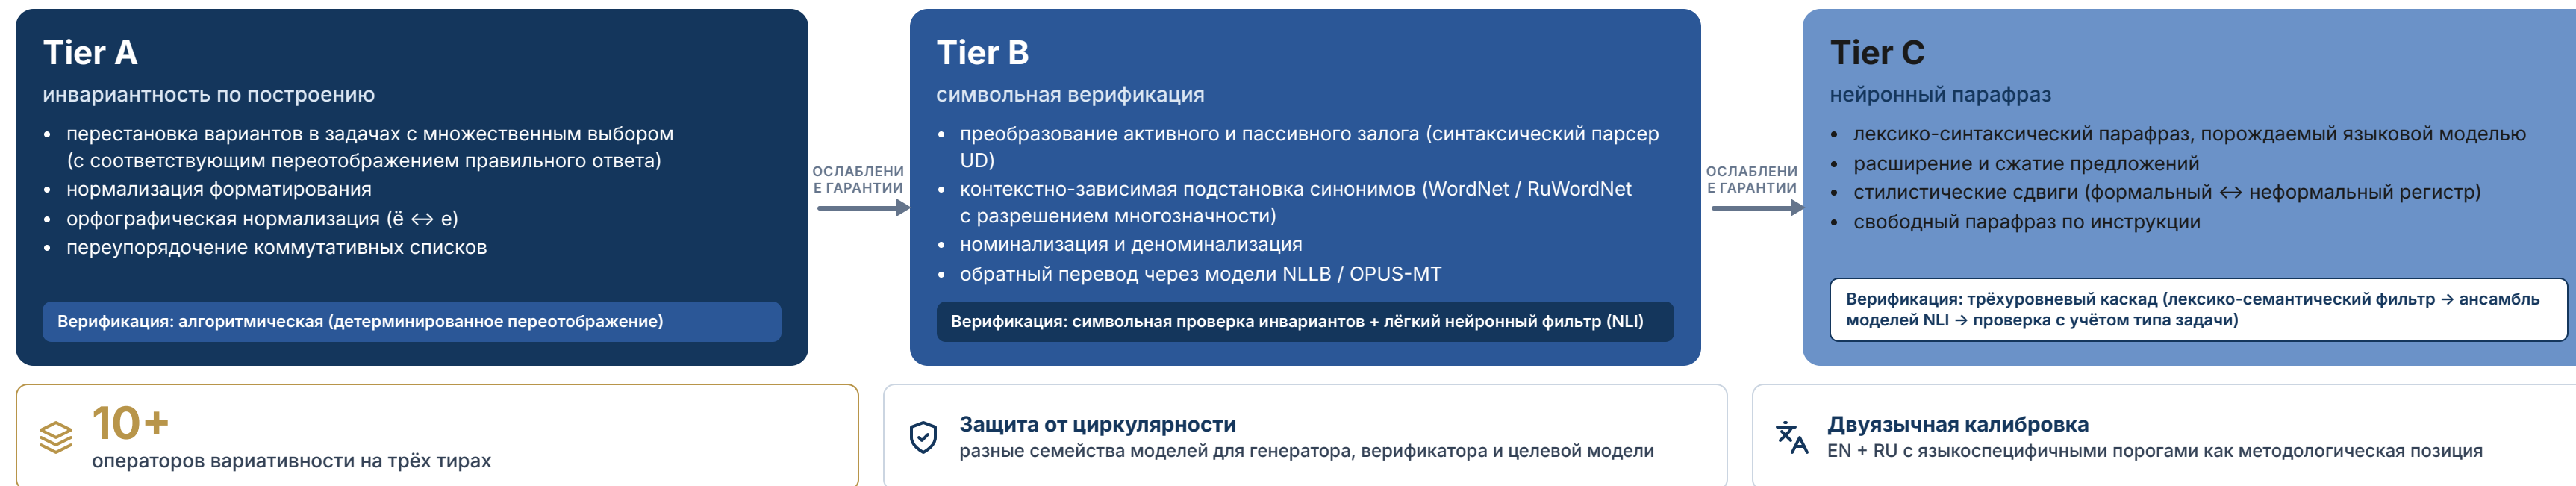 Tier A
инвариантность по построению
• перестановка вариантов в задачах с множественным выбором
(с соответствующим переотображением правильного ответа)
• нормализация форматирования
• орфографическая нормализация (ё ↔ е)
• переупорядочение коммутативных списков
Верификация: алгоритмическая (детерминированное переотображение)
ОСЛАБЛЕНИ
Е ГАРАНТИИ
Tier B
символьная верификация
• преобразование активного и пассивного залога (синтаксический парсер
UD)
• контекстно-зависимая подстановка синонимов (WordNet / RuWordNet
с разрешением многозначности)
• номинализация и деноминализация
• обратный перевод через модели NLLB / OPUS-MT
Верификация: символьная проверка инвариантов + лёгкий нейронный фильтр (NLI)
ОСЛАБЛЕНИ
Е ГАРАНТИИ
Tier C
нейронный парафраз
• лексико-синтаксический парафраз, порождаемый языковой моделью
• расширение и сжатие предложений
• стилистические сдвиги (формальный ↔ неформальный регистр)
• свободный парафраз по инструкции
Верификация: трёхуровневый каскад (лексико-семантический фильтр → ансамбль
моделей NLI → проверка с учётом типа задачи)
10+
операторов вариативности на трёх тирах
Защита от циркулярности
разные семейства моделей для генератора, верификатора и целевой модели
Двуязычная калибровка
EN + RU с языкоспецифичными порогами как методологическая позиция